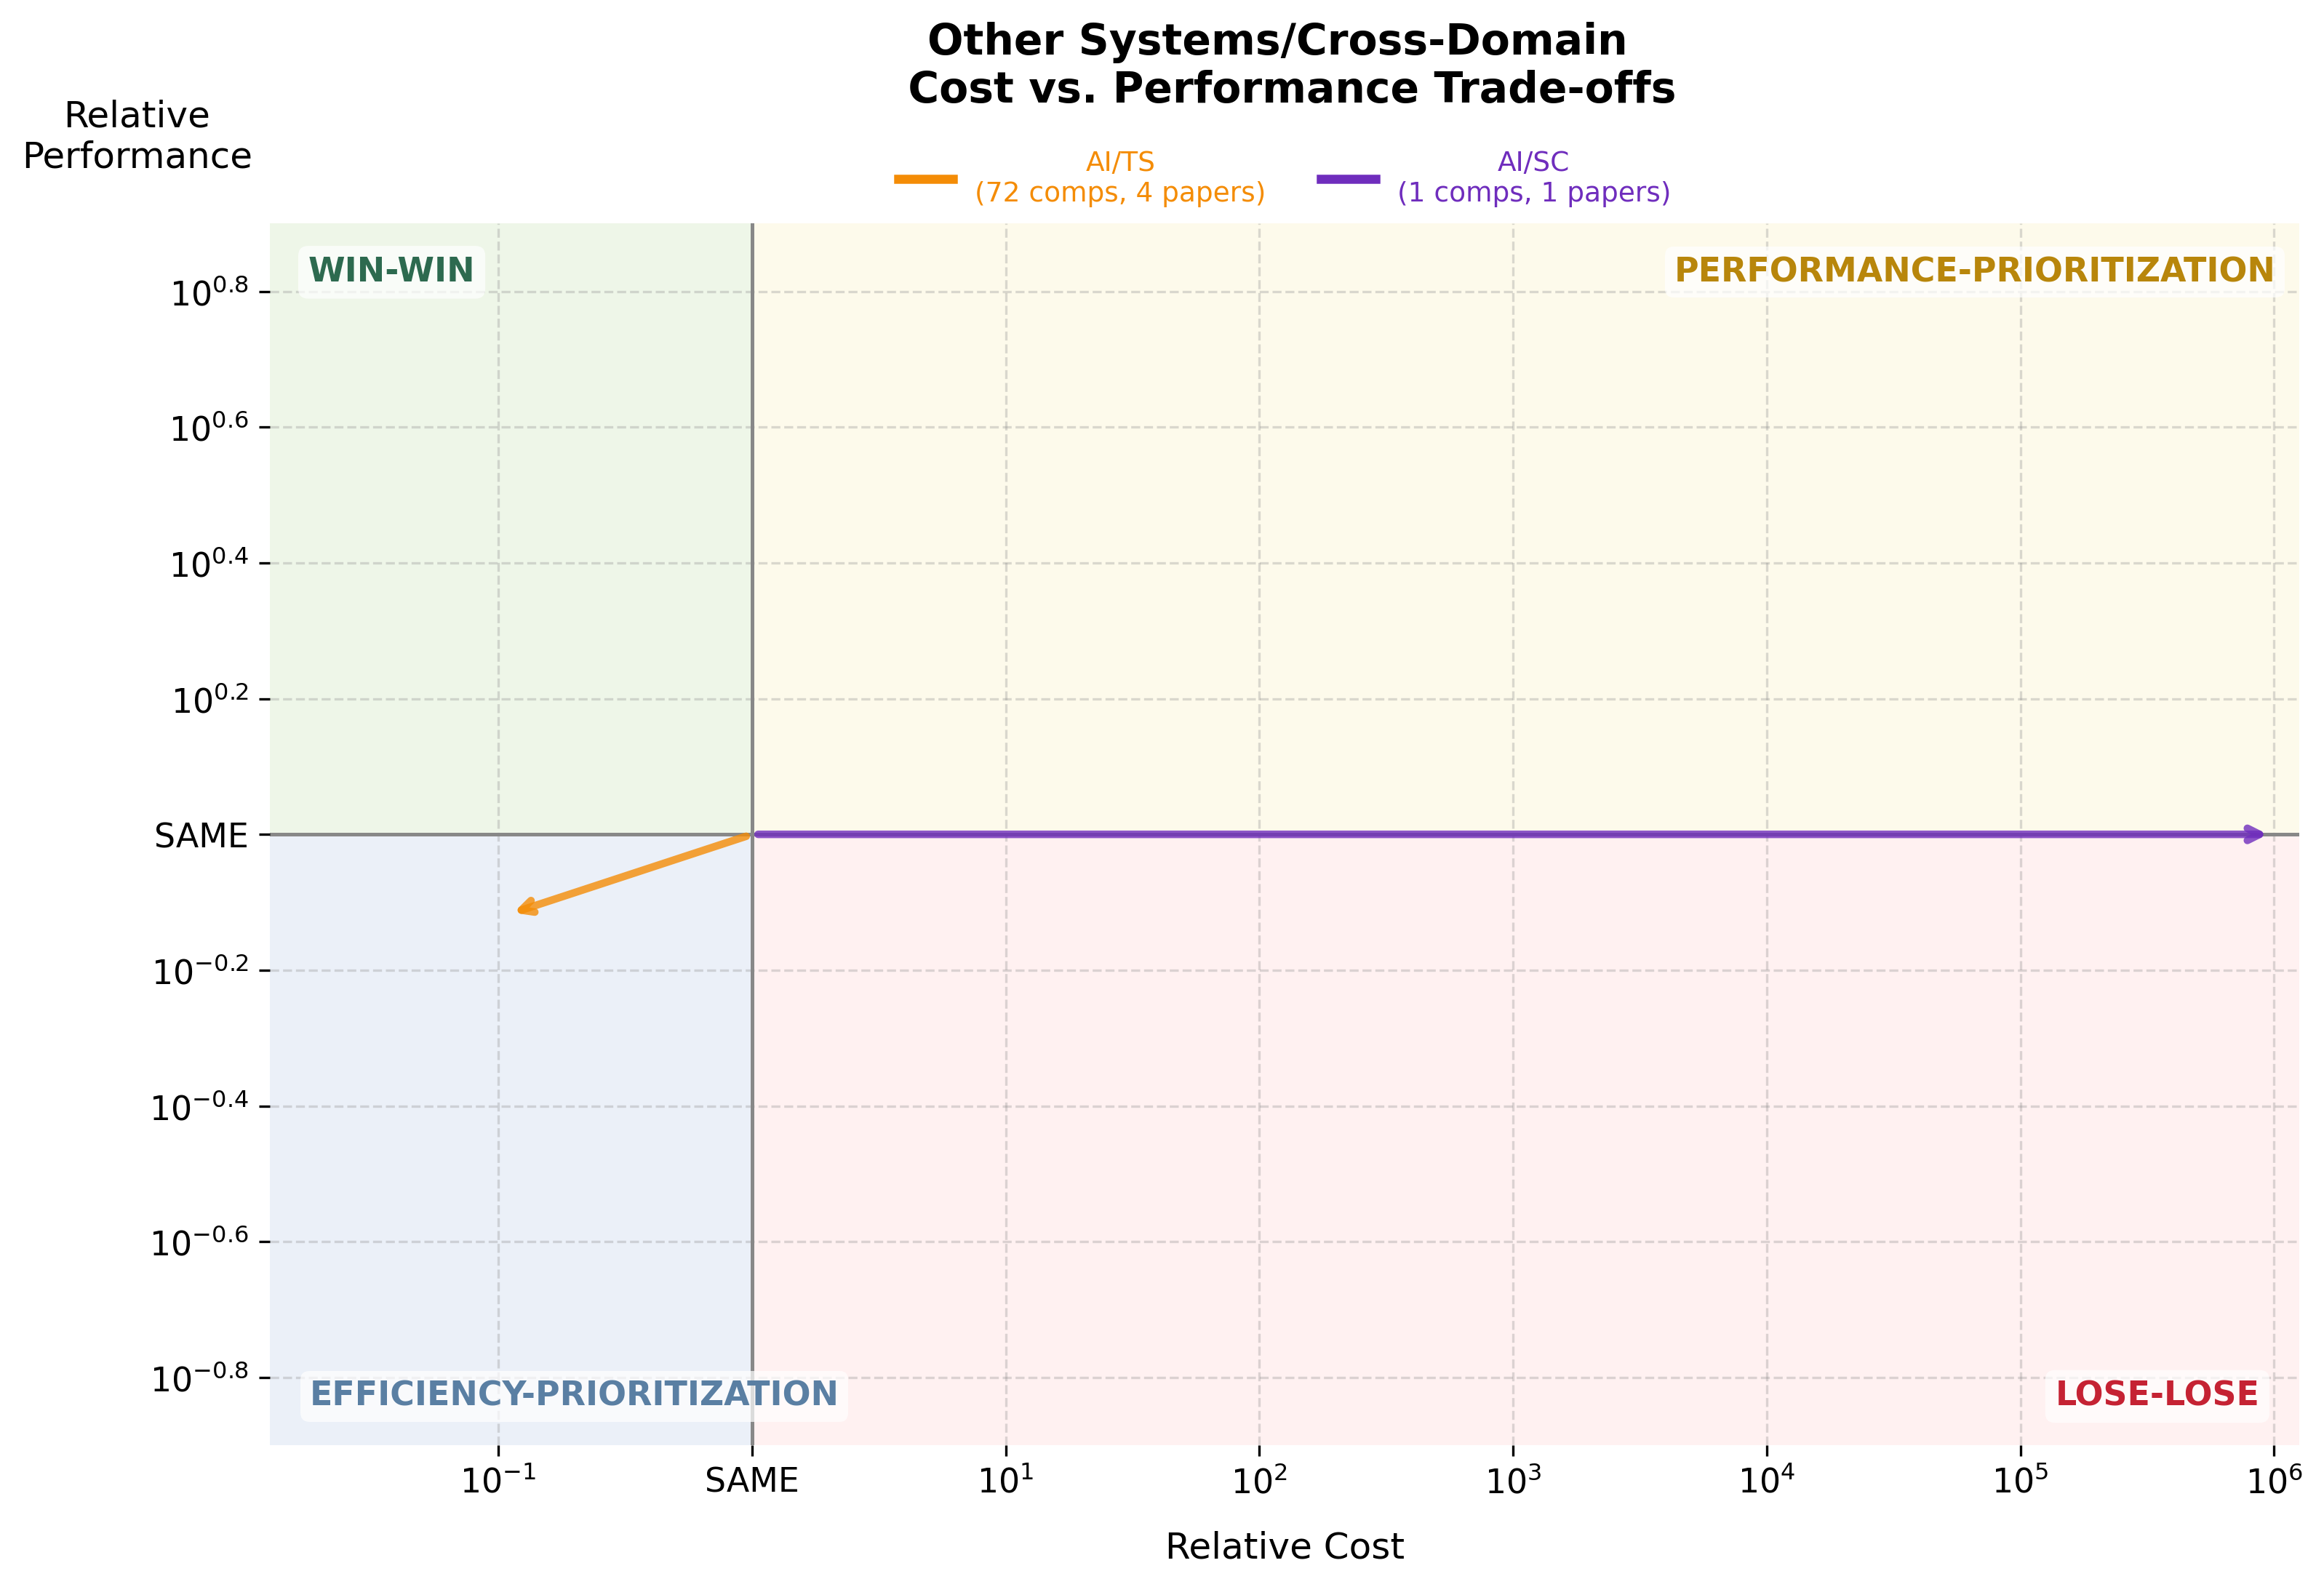 Other Systems/Cross-Domain
Cost vs. Performance Trade-offs
Relative
Performance
AI/TS
(72 comps, 4 papers)
AI/SC
(1 comps, 1 papers)
WIN-WIN
PERFORMANCE-PRIORITIZATION
10^0.8
10^0.6
10^0.4
10^0.2
SAME
10^−0.2
10^−0.4
10^−0.6
10^−0.8
EFFICIENCY-PRIORITIZATION
LOSE-LOSE
10^−1 SAME 10^1 10^2 10^3 10^4 10^5 10^6
Relative Cost